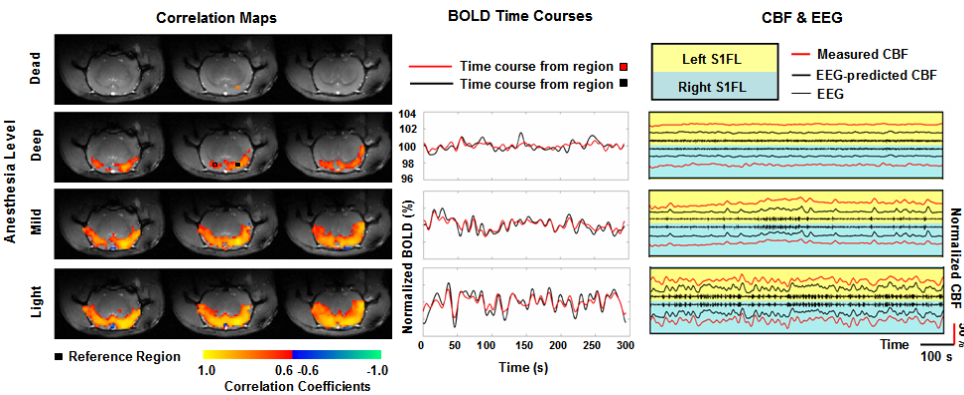 Correlation Maps
BOLD Time Courses
CBF & EEG
Anesthesia Level
Dead
Deep
Mild
Light
Time course from region
Time course from region
Left S1FL
Right S1FL
Measured CBF
EEG-predicted CBF
EEG
Normalized BOLD (%)
104
102
100
98
96
0
50
100
150
200
250
300
Time (s)
Normalized CBF
Time
100 s
Reference Region
1.0
0.6
-0.6
-1.0
Correlation Coefficients